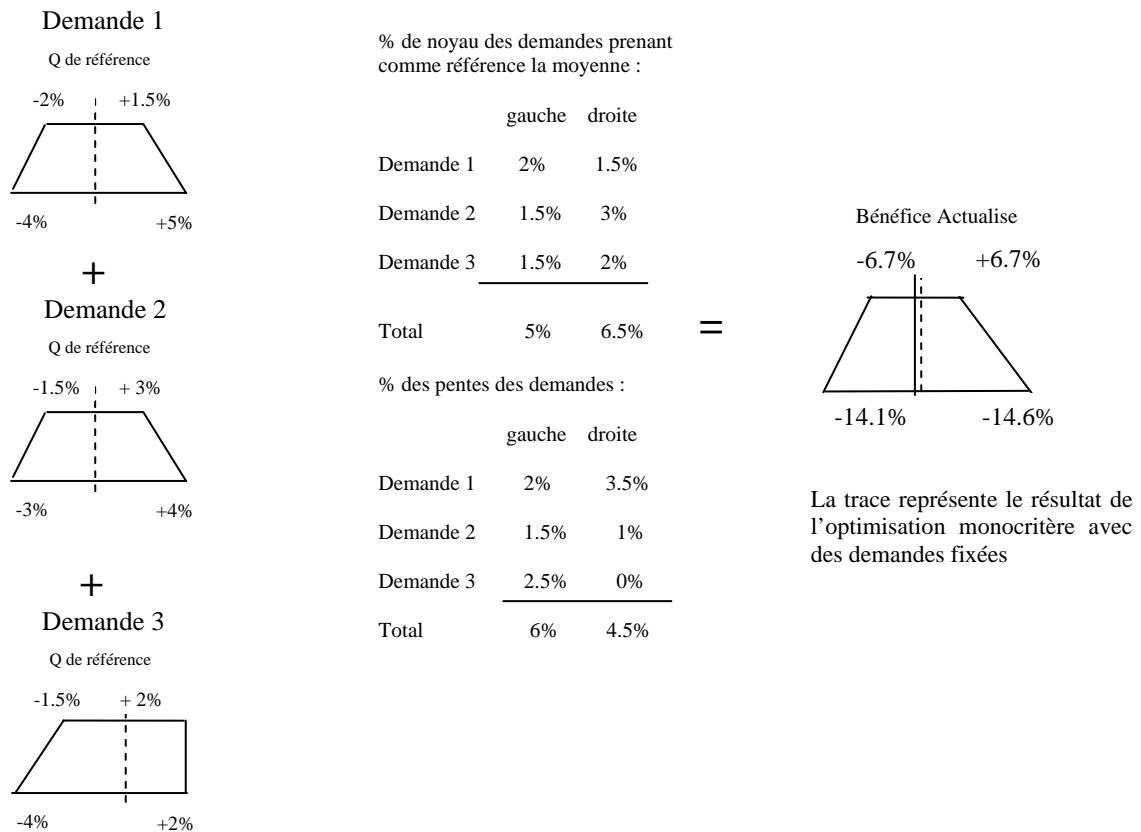 Demande 1
Q de référence
-2% +1.5%
-4% +5%
+
Demande 2
Q de référence
-1.5% + 3%
-3% +4%
+
Demande 3
Q de référence
-1.5% + 2%
-4% +2%
% de noyau des demandes prenant
comme référence la moyenne :
gauche droite
Demande 1 2% 1.5%
Demande 2 1.5% 3%
Demande 3 1.5% 2%
Total 5% 6.5%
% des pentes des demandes :
gauche droite
Demande 1 2% 3.5%
Demande 2 1.5% 1%
Demande 3 2.5% 0%
Total 6% 4.5%
=
Bénéfice Actualise
-6.7% +6.7%
-14.1% -14.6%
La trace représente le résultat de
l’optimisation monocritère avec
des demandes fixées